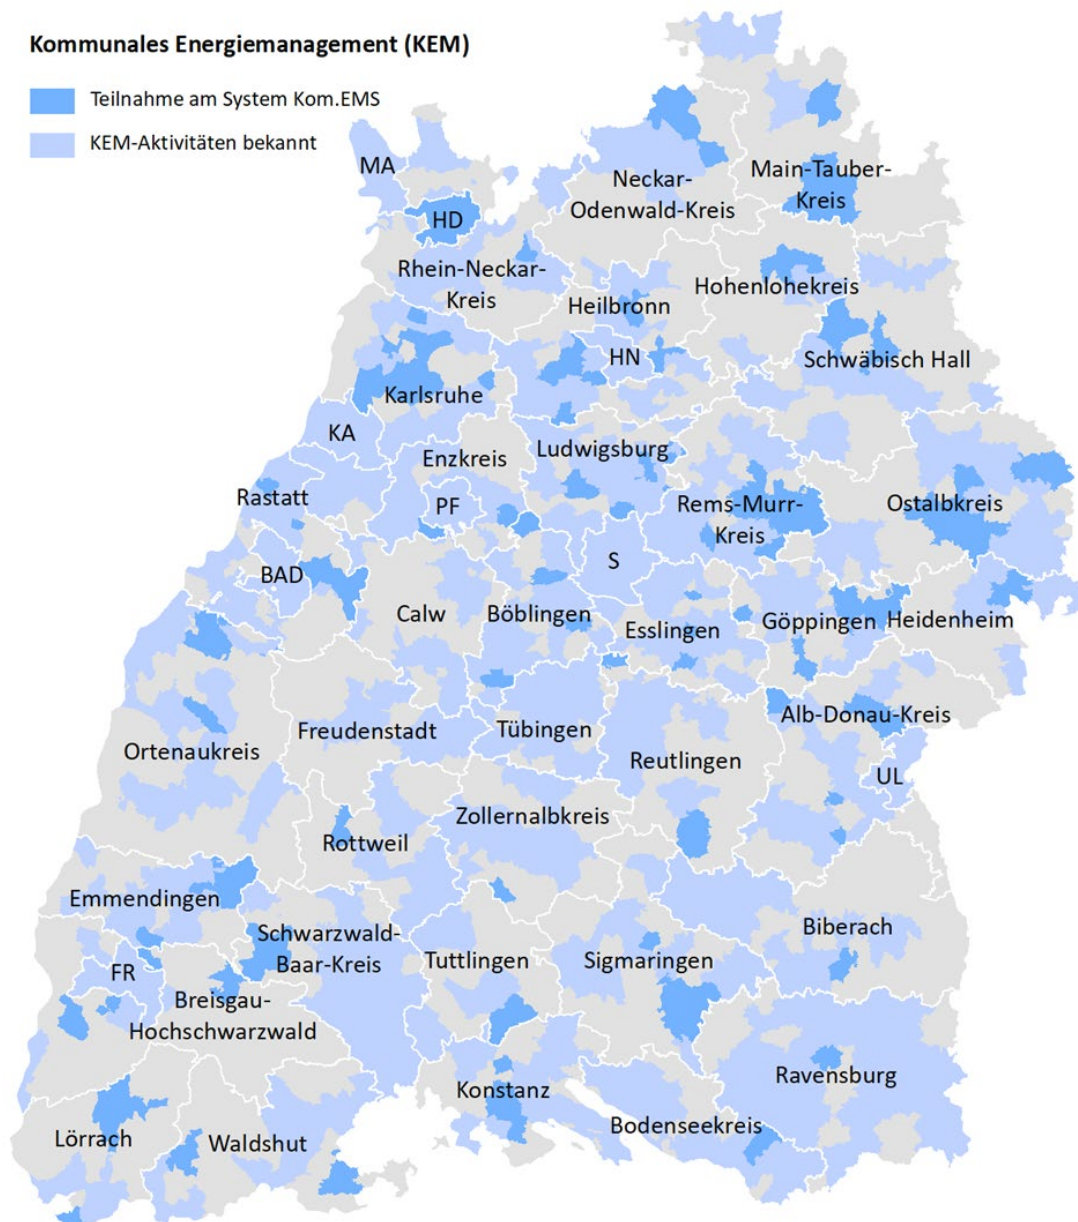 Kommunales Energiemanagement (KEM)
Teilnahme am System Kom.EMS
KEM-Aktivitäten bekannt
MA
Neckar-
Odenwald-Kreis
Main-Tauber-
Kreis
HD
Rhein-Neckar-
Kreis
Heilbronn
Hohenlohekreis
HN
Schwäbisch Hall
Karlsruhe
KA
Enzkreis
Ludwigsburg
Rastatt
PF
Rems-Murr-
Kreis
Ostalbkreis
S
BAD
Calw
Böblingen
Esslingen
Göppingen
Heidenheim
Ortenaukreis
Freudenstadt
Tübingen
Reutlingen
Alb-Donau-Kreis
UL
Rottweil
Zollernalbkreis
Emmendingen
Schwarzwald-
Baar-Kreis
Tuttlingen
Sigmaringen
Biberach
FR
Breisgau-
Hochschwarzwald
Konstanz
Ravensburg
Bodenseekreis
Lörrach
Waldshut